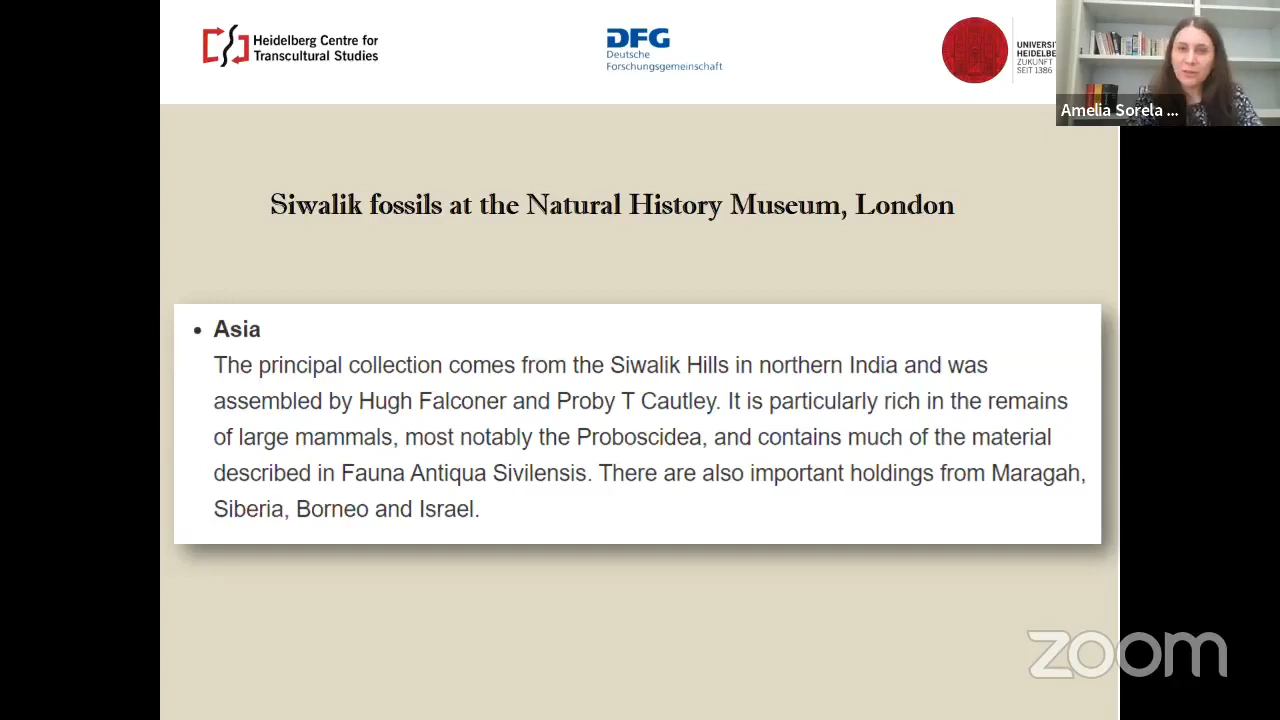 Heidelberg Centre for
Transcultural Studies
DFG
Deutsche
Forschungsgemeinschaft
UNIVERSI
HEIDELBE
ZUKUNFT
SEIT 1386
Amelia Sorela ...
Siwalik fossils at the Natural History Museum, London
• Asia
The principal collection comes from the Siwalik Hills in northern India and was
assembled by Hugh Falconer and Proby T Cautley. It is particularly rich in the remains
of large mammals, most notably the Proboscidea, and contains much of the material
described in Fauna Antiqua Sivilensis. There are also important holdings from Maragah,
Siberia, Borneo and Israel.
zoom